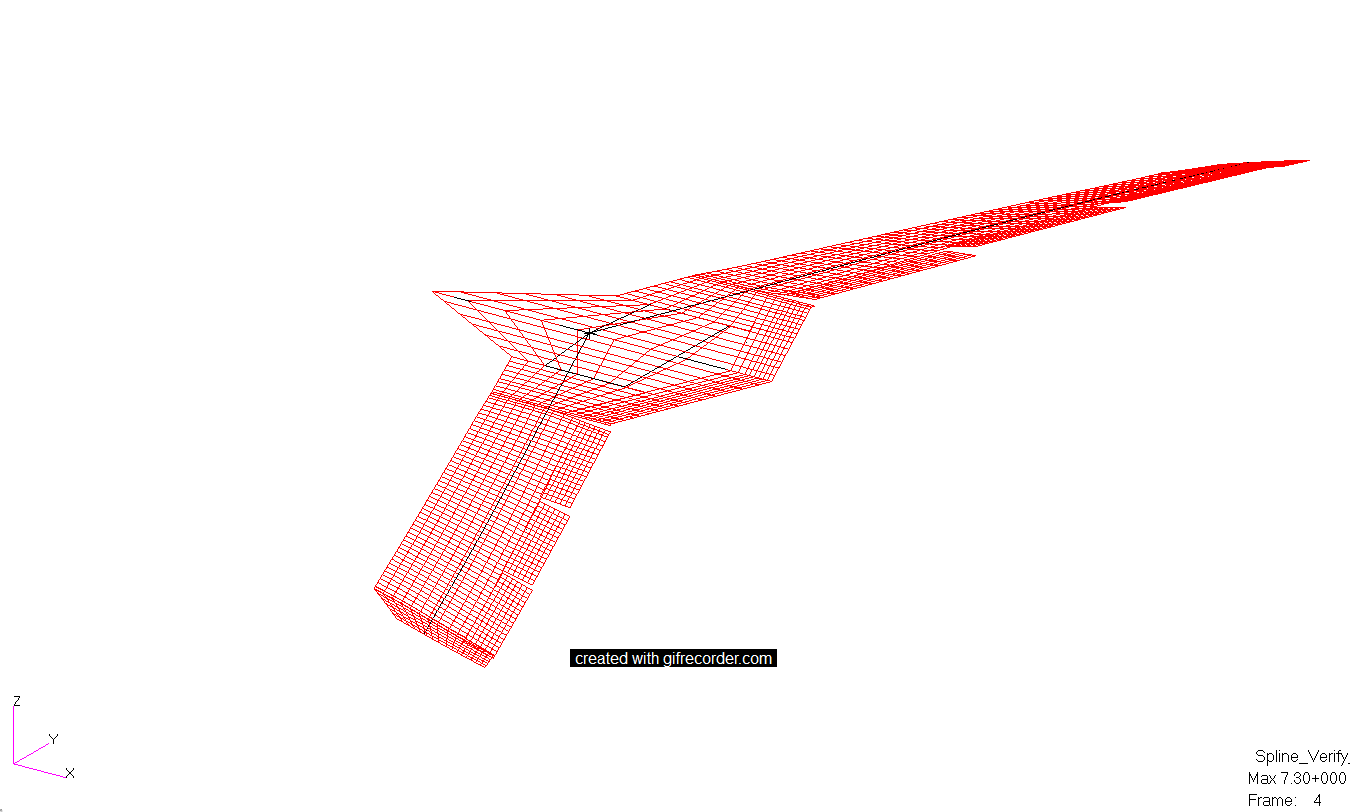 created with gifrecorder.com
Z
Y
X
Spline_Verify
Max 7.30+000
Frame: 4